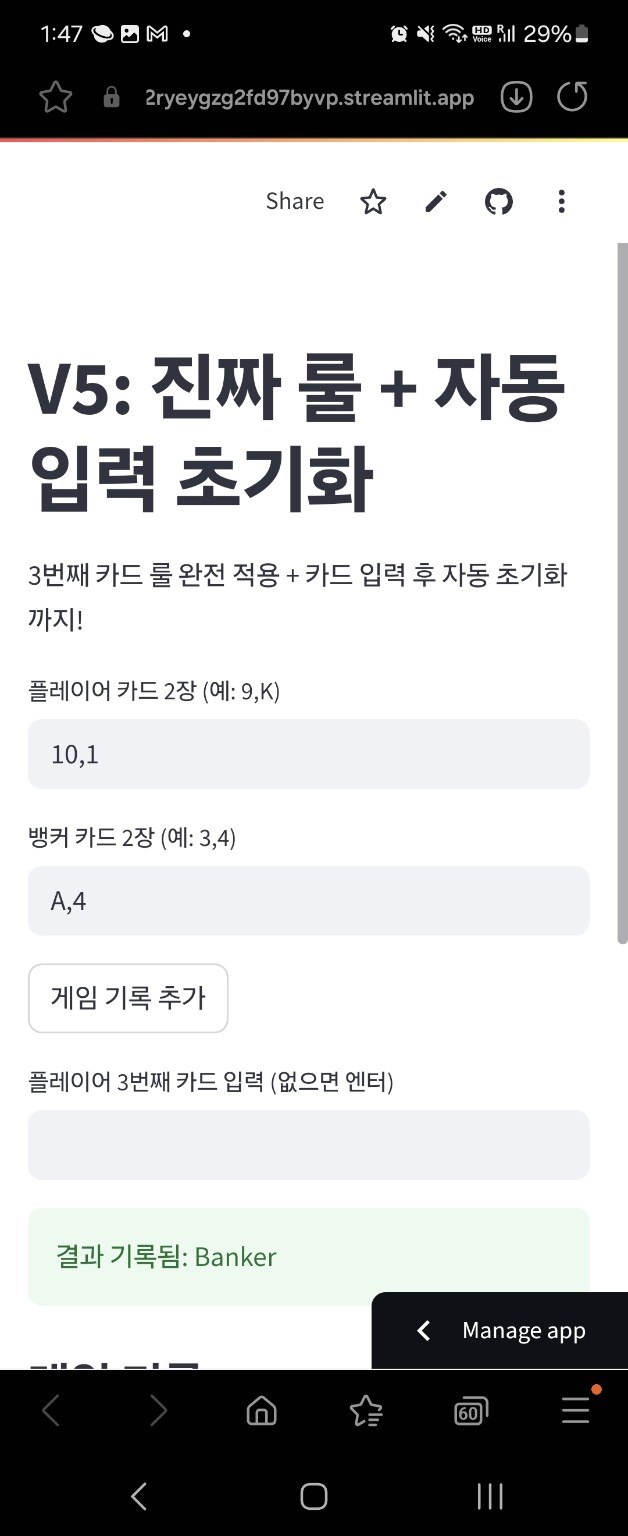 1:47
HD Voice R 29%
2ryeygzg2fd97byvp.streamlit.app
Share
V5: 진짜 룰 + 자동
입력 초기화
3번째 카드 룰 완전 적용 + 카드 입력 후 자동 초기화
까지!
플레이어 카드 2장 (예: 9,K)
10,1
뱅커 카드 2장 (예: 3,4)
A,4
게임 기록 추가
플레이어 3번째 카드 입력 (없으면 엔터)
결과 기록됨: Banker
Manage app
60